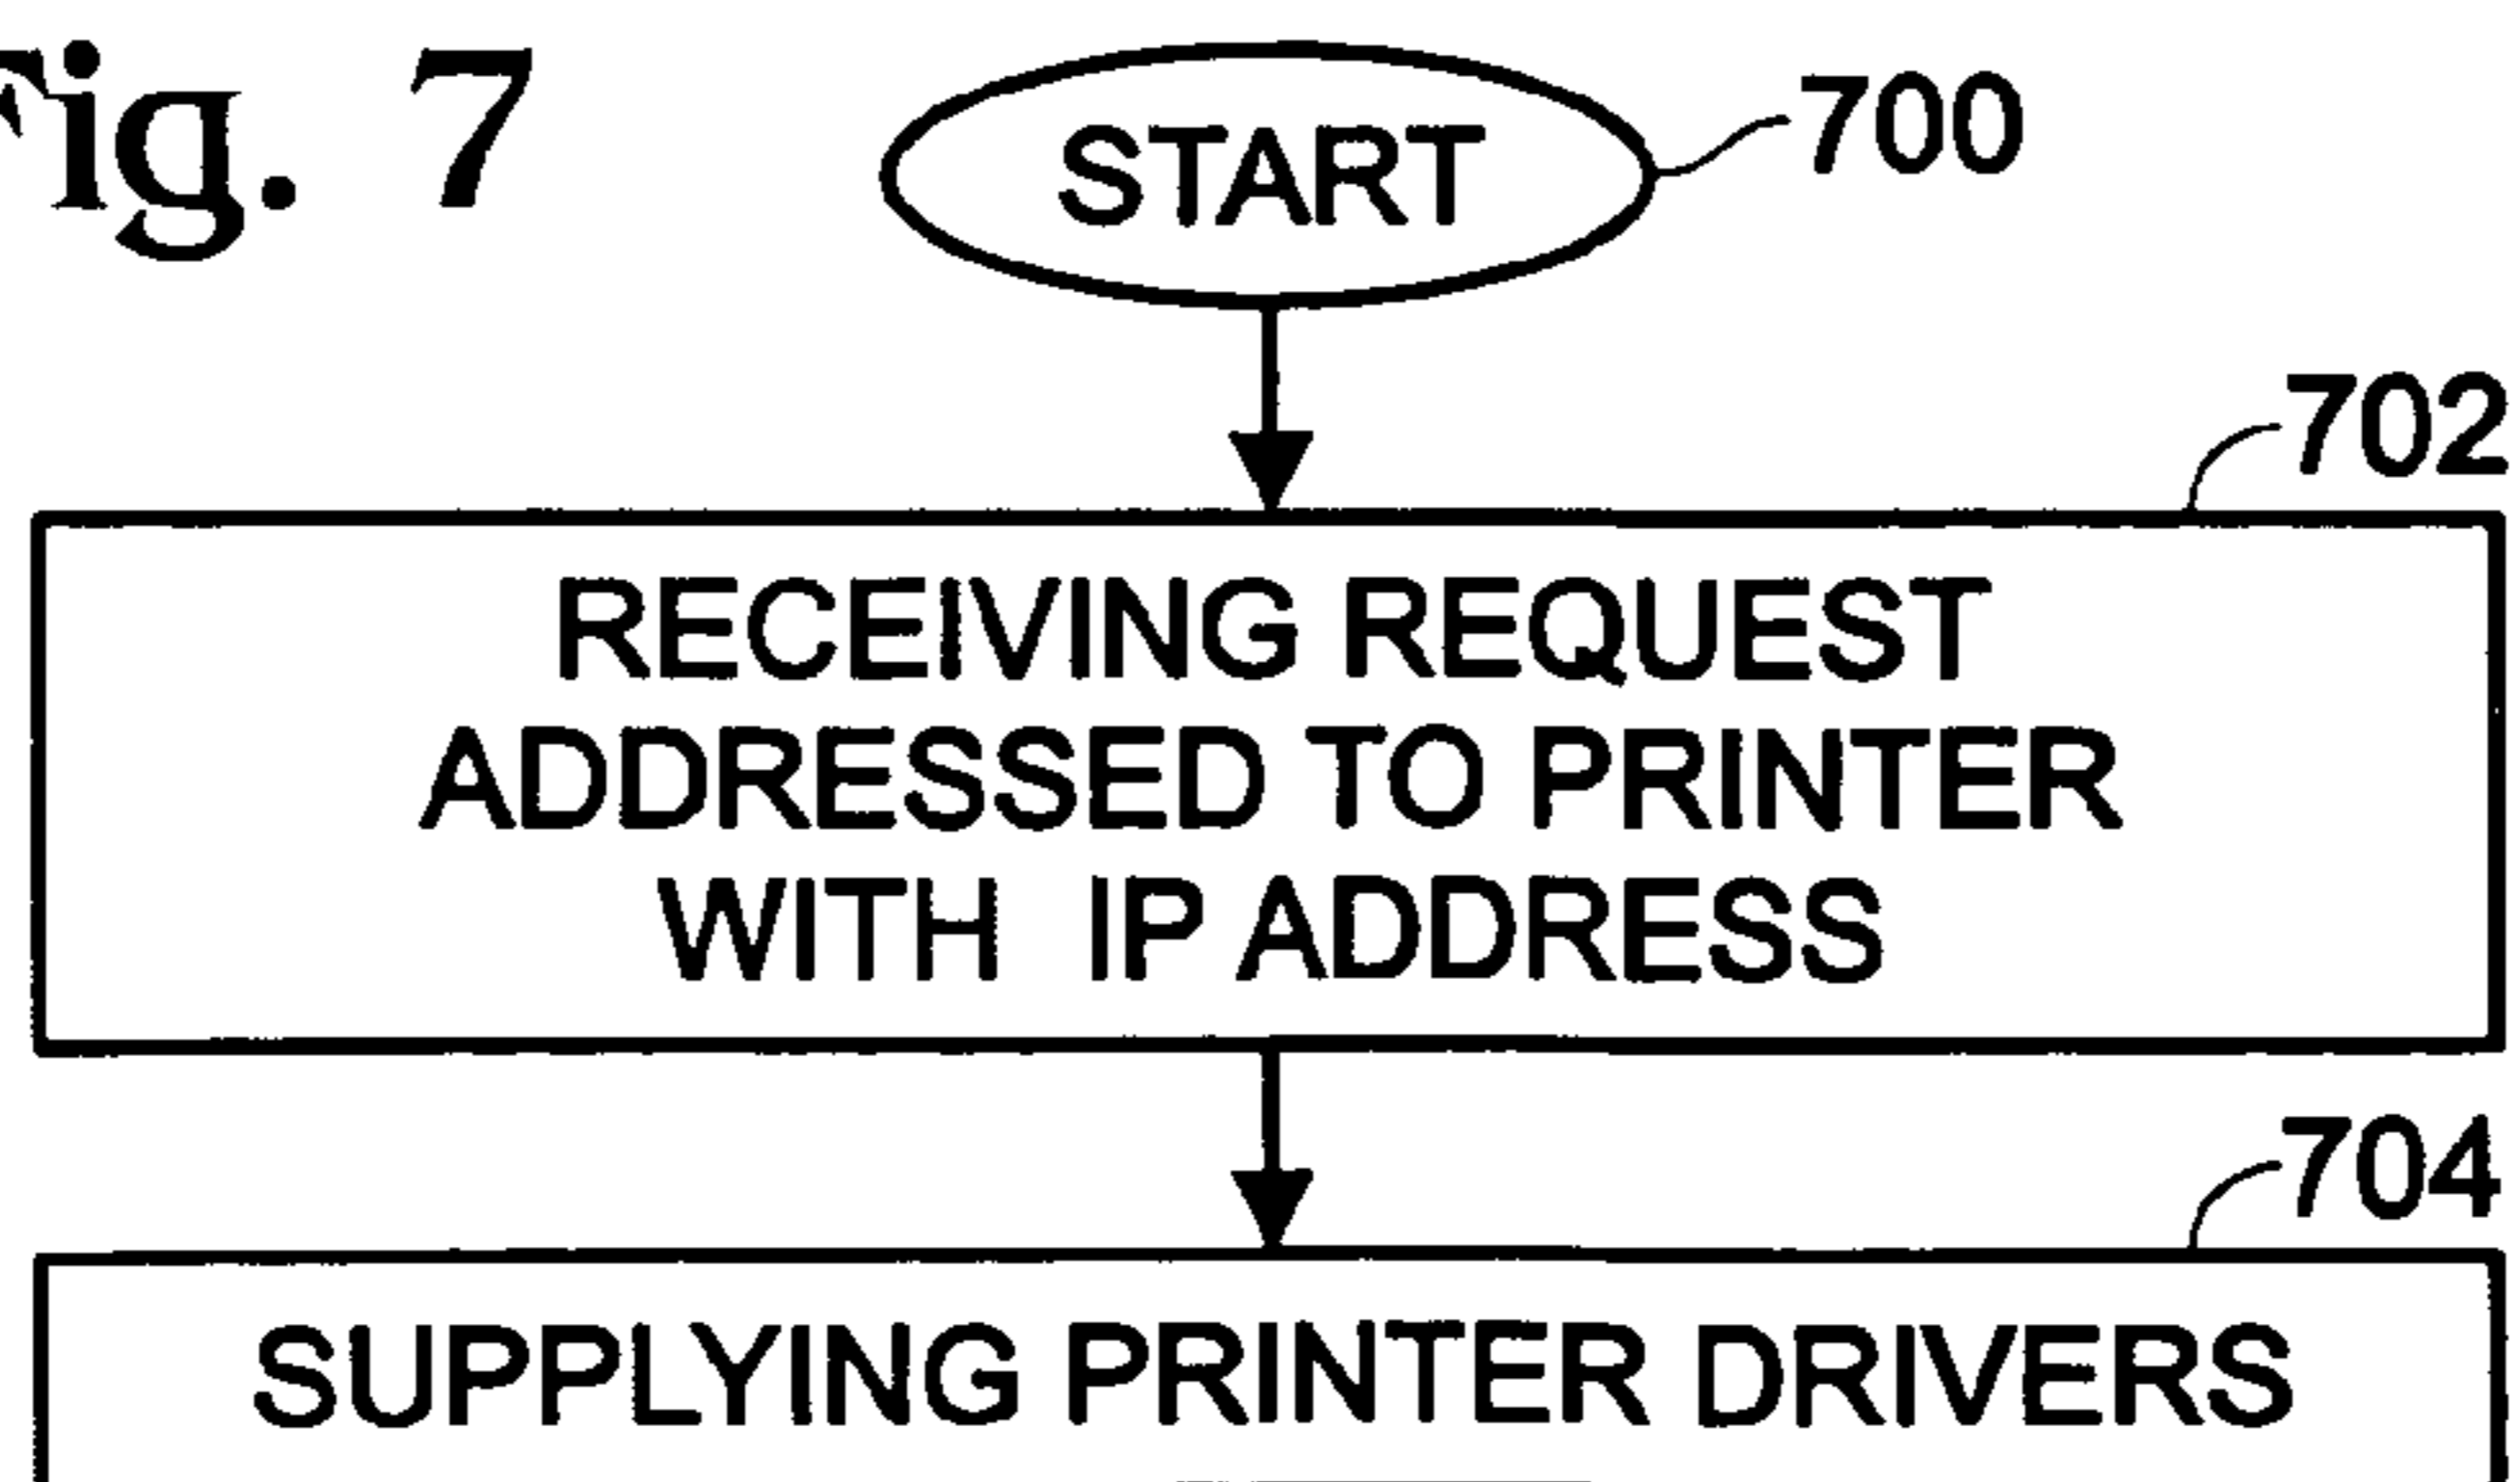 Fig. 7
START
700
702
RECEIVING REQUEST
ADDRESSED TO PRINTER
WITH IP ADDRESS
704
SUPPLYING PRINTER DRIVERS